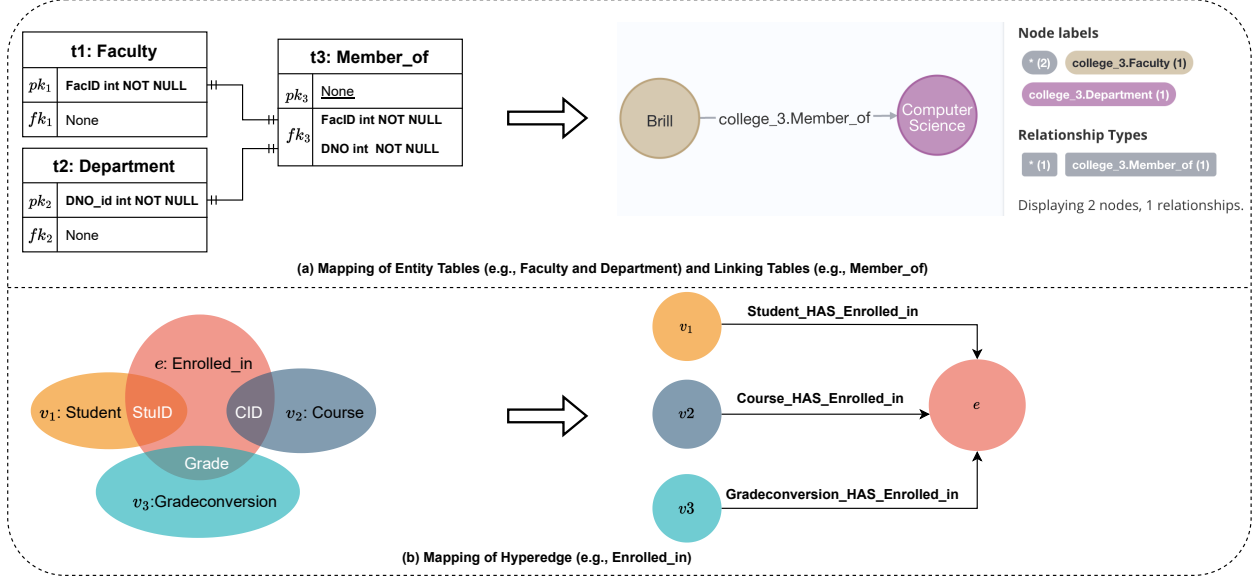 t1: Faculty
pk₁ FacID int NOT NULL
fk₁ None
t2: Department
pk₂ DNO_id int NOT NULL
fk₂ None
t3: Member_of
pk₃ None
fk₃ FacID int NOT NULL
DNO int NOT NULL
Brill
college_3.Member_of
Computer
Science
Node labels
* (2) college_3.Faculty (1)
college_3.Department (1)
Relationship Types
* (1) college_3.Member_of (1)
Displaying 2 nodes, 1 relationships.
(a) Mapping of Entity Tables (e.g., Faculty and Department) and Linking Tables (e.g., Member_of)
e: Enrolled_in
v₁: Student StuID
CID v₂: Course
Grade
v₃:Gradeconversion
v₁
Student_HAS_Enrolled_in
v2
Course_HAS_Enrolled_in
e
v3
Gradeconversion_HAS_Enrolled_in
(b) Mapping of Hyperedge (e.g., Enrolled_in)